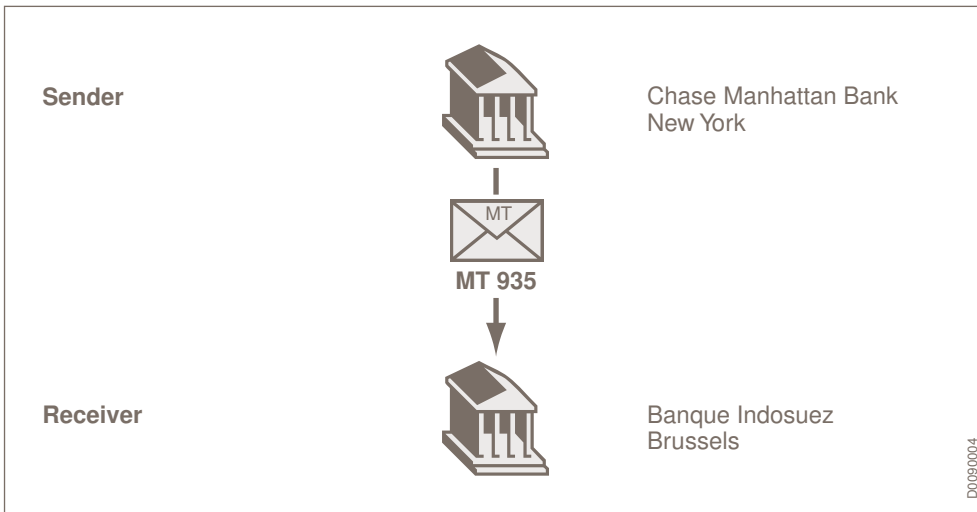 Sender
Chase Manhattan Bank
New York
MT
MT 935
Receiver
Banque Indosuez
Brussels
D0090004